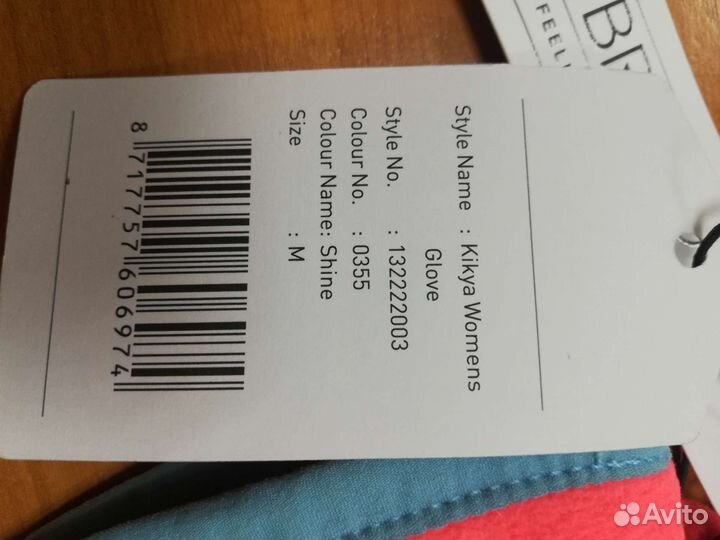 Style Name : Kikya Womens
Glove
Style No. : 132222003
Colour No. : 0355
Colour Name: Shine
Size : M
8 717757 606974
Avito